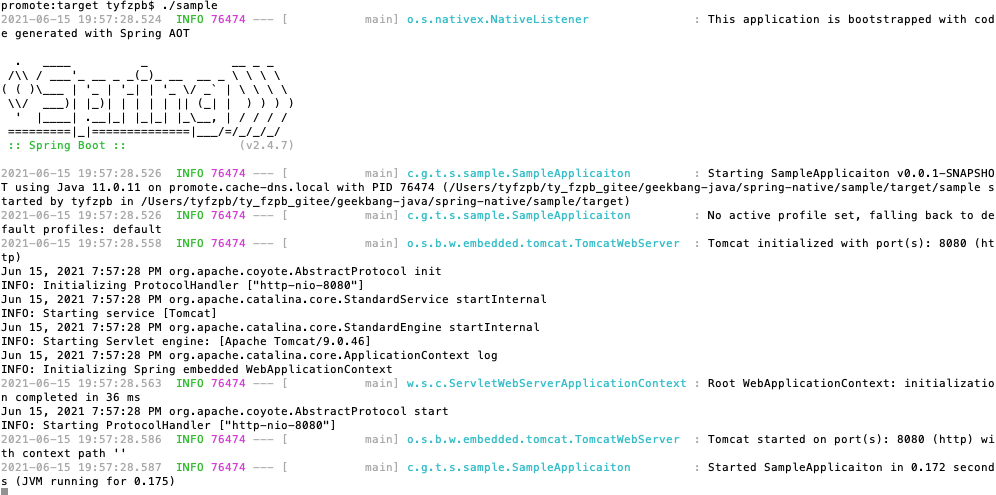 promote:target tyfzpb$ ./sample
2021-06-15 19:57:28.524  INFO 76474 --- [           main] o.s.nativex.NativeListener               : This application is bootstrapped with cod
e generated with Spring AOT
  .   ____          _            __ _ _
 /\\ / ___'_ __ _ _(_)_ __  __ _ \ \ \ \
( ( )\___ | '_ | '_| | '_ \/ _` | \ \ \ \
 \\/  ___)| |_)| | | | | || (_| |  ) ) ) )
  '  |____| .__|_| |_|_| |_\__, | / / / /
 =========|_|==============|___/=/_/_/_/
 :: Spring Boot ::                (v2.4.7)
2021-06-15 19:57:28.526  INFO 76474 --- [           main] c.g.t.s.sample.SampleApplicaiton         : Starting SampleApplicaiton v0.0.1-SNAPSHO
T using Java 11.0.11 on promote.cache-dns.local with PID 76474 (/Users/tyfzpb/ty_fzpb_gitee/geekbang-java/spring-native/sample/target/sample s
tarted by tyfzpb in /Users/tyfzpb/ty_fzpb_gitee/geekbang-java/spring-native/sample/target)
2021-06-15 19:57:28.526  INFO 76474 --- [           main] c.g.t.s.sample.SampleApplicaiton         : No active profile set, falling back to de
fault profiles: default
2021-06-15 19:57:28.558  INFO 76474 --- [           main] o.s.b.w.embedded.tomcat.TomcatWebServer  : Tomcat initialized with port(s): 8080 (ht
tp)
Jun 15, 2021 7:57:28 PM org.apache.coyote.AbstractProtocol init
INFO: Initializing ProtocolHandler ["http-nio-8080"]
Jun 15, 2021 7:57:28 PM org.apache.catalina.core.StandardService startInternal
INFO: Starting service [Tomcat]
Jun 15, 2021 7:57:28 PM org.apache.catalina.core.StandardEngine startInternal
INFO: Starting Servlet engine: [Apache Tomcat/9.0.46]
Jun 15, 2021 7:57:28 PM org.apache.catalina.core.ApplicationContext log
INFO: Initializing Spring embedded WebApplicationContext
2021-06-15 19:57:28.563  INFO 76474 --- [           main] w.s.c.ServletWebServerApplicationContext : Root WebApplicationContext: initializatio
n completed in 36 ms
Jun 15, 2021 7:57:28 PM org.apache.coyote.AbstractProtocol start
INFO: Starting ProtocolHandler ["http-nio-8080"]
2021-06-15 19:57:28.586  INFO 76474 --- [           main] o.s.b.w.embedded.tomcat.TomcatWebServer  : Tomcat started on port(s): 8080 (http) wi
th context path ''
2021-06-15 19:57:28.587  INFO 76474 --- [           main] c.g.t.s.sample.SampleApplicaiton         : Started SampleApplicaiton in 0.172 second
s (JVM running for 0.175)